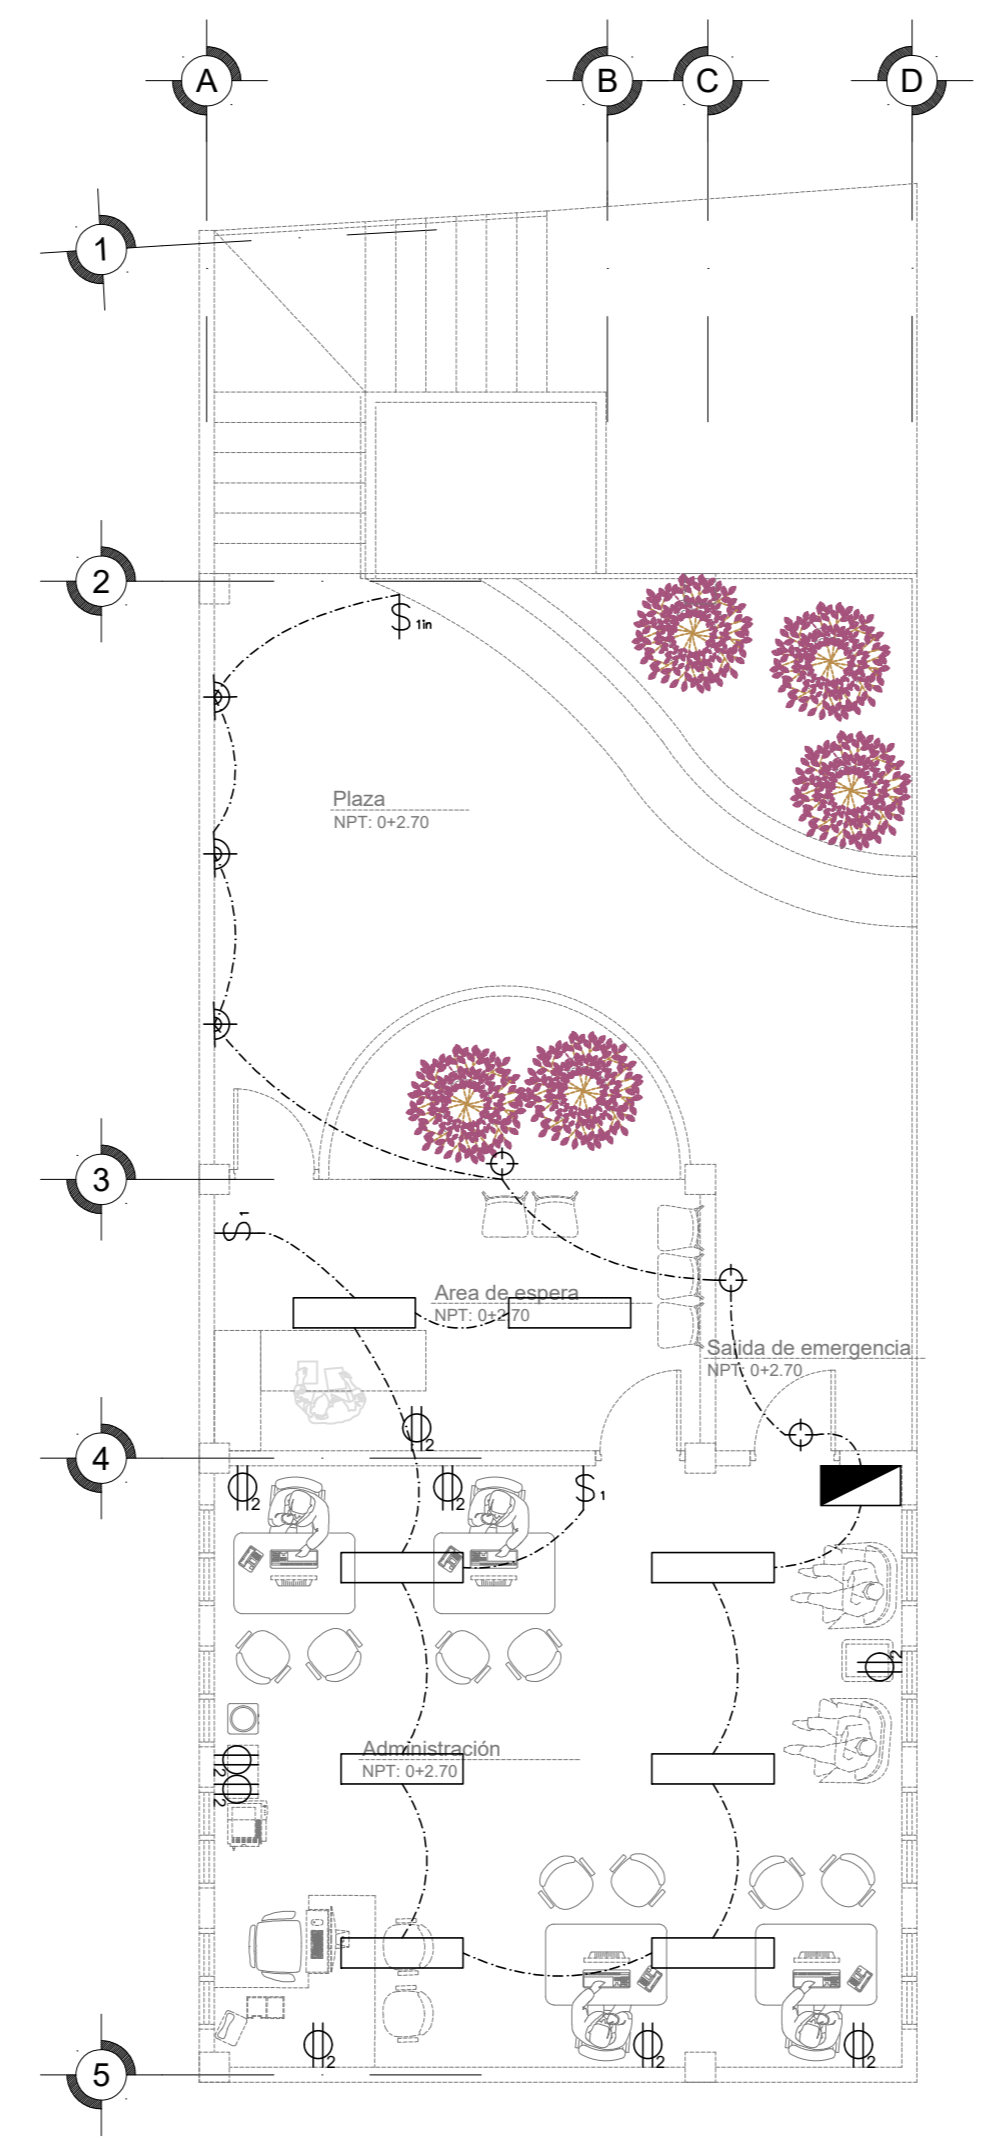 A
B
C
D
1
2
S 1in
Plaza
NPT: 0+2.70
3
S 1
Area de espera
NPT: 0+2.70
Salida de emergencia
NPT: 0+2.70
2
4
2
2
S 1
2
Administración
NPT: 0+2.70
2
2
2
2
2
5